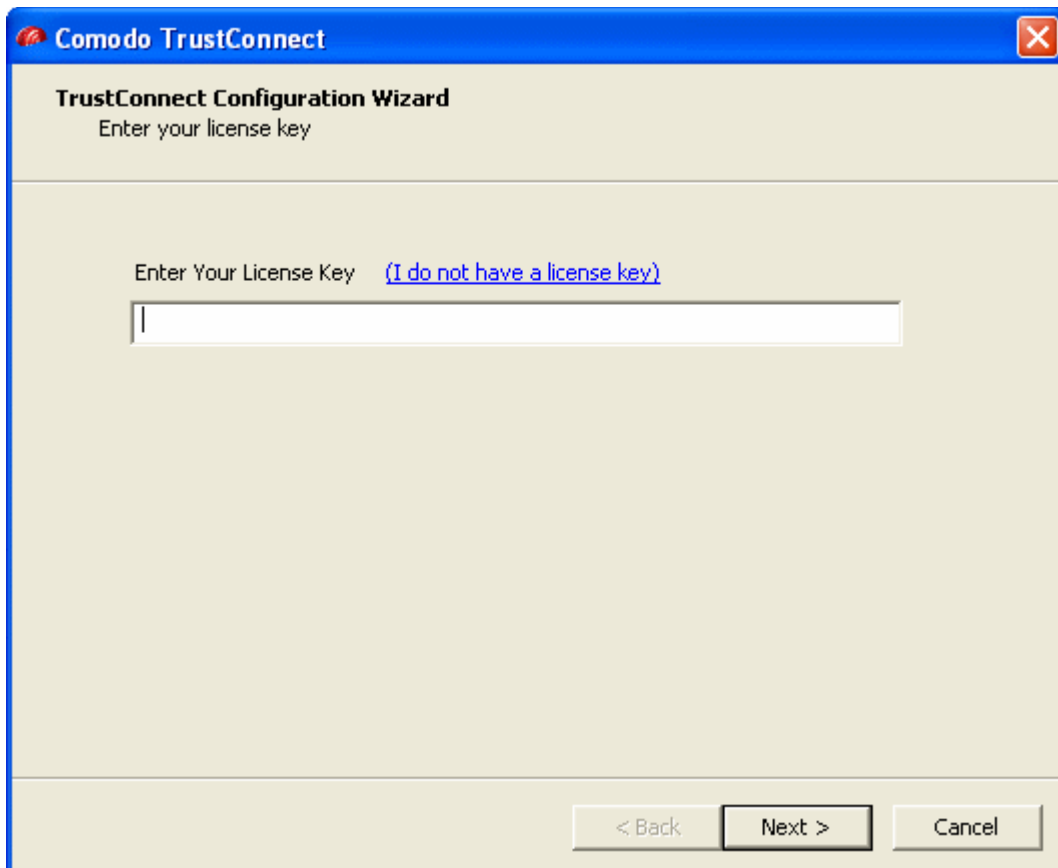 Comodo TrustConnect
TrustConnect Configuration Wizard
Enter your license key
Enter Your License Key (I do not have a license key)
< Back Next > Cancel